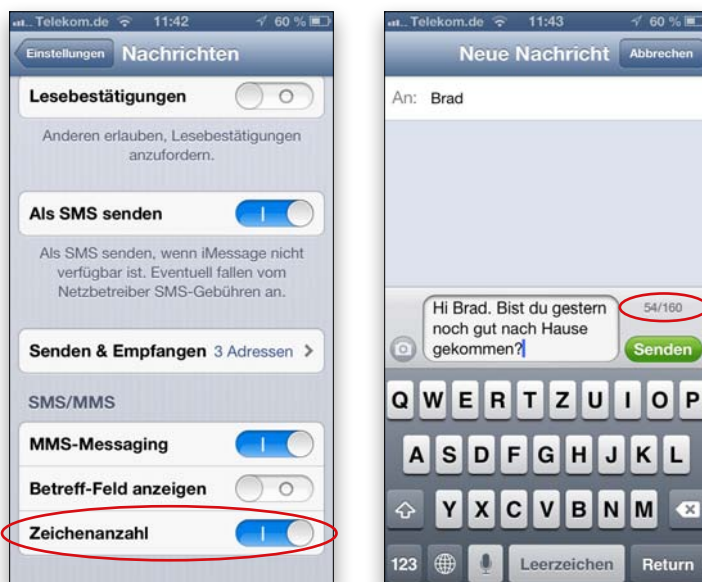 Telekom.de 11:42 60 %
Einstellungen Nachrichten
Lesebestätigungen
Anderen erlauben, Lesebestätigungen
anzufordern.
Als SMS senden
Als SMS senden, wenn iMessage nicht
verfügbar ist. Eventuell fallen vom
Netzbetreiber SMS-Gebühren an.
Senden & Empfangen 3 Adressen >
SMS/MMS
MMS-Messaging
Betreff-Feld anzeigen
Zeichenanzahl
Telekom.de 11:43 60 %
Neue Nachricht Abbrechen
An: Brad
Hi Brad. Bist du gestern
noch gut nach Hause
gekommen?
54/160
Senden
Q W E R T Z U I O P
A S D F G H J K L
Y X C V B N M
123 Leerzeichen Return